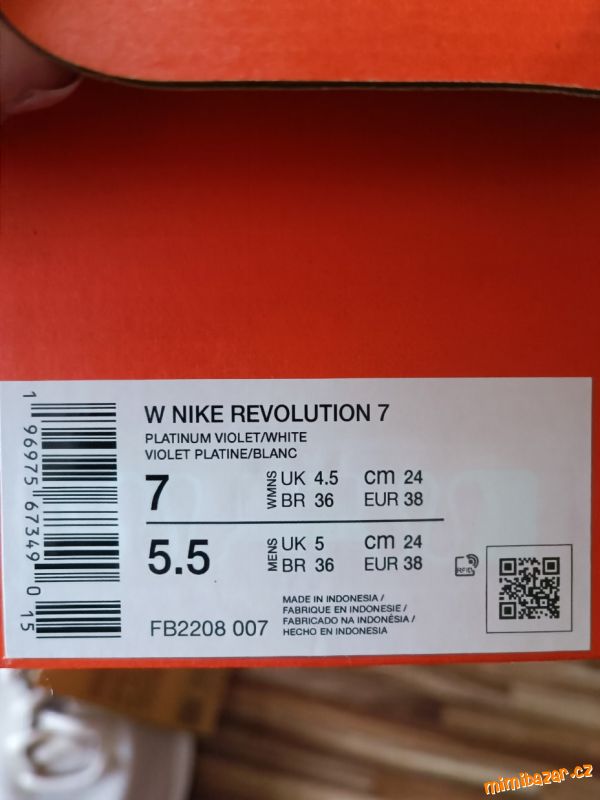 W NIKE REVOLUTION 7
PLATINUM VIOLET/WHITE
VIOLET PLATINE/BLANC
7 WMNS UK 4.5 cm 24
BR 36 EUR 38
5.5 MENS UK 5 cm 24
BR 36 EUR 38
FB2208 007
MADE IN INDONESIA /
FABRIQUE EN INDONESIE /
FABRICADO NA INDONÉSIA /
HECHO EN INDONESIA
RFID
1 96975 67349 0 15
mimibazar.cz